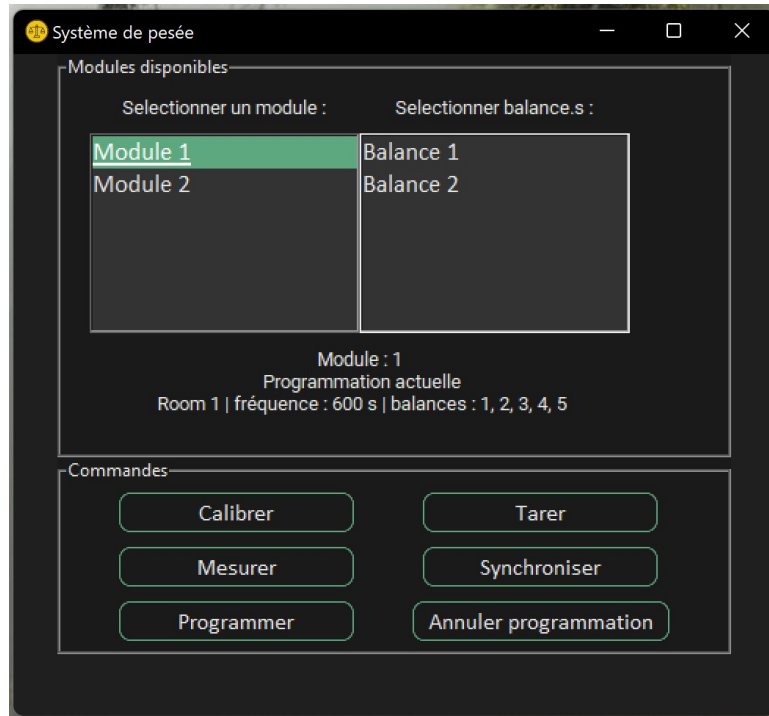 Système de pesée
Modules disponibles
Selectionner un module : Selectionner balance.s :
Module 1 Balance 1
Module 2 Balance 2
Module : 1
Programmation actuelle
Room 1 | fréquence : 600 s | balances : 1, 2, 3, 4, 5
Commandes
Calibrer Tarer
Mesurer Synchroniser
Programmer Annuler programmation